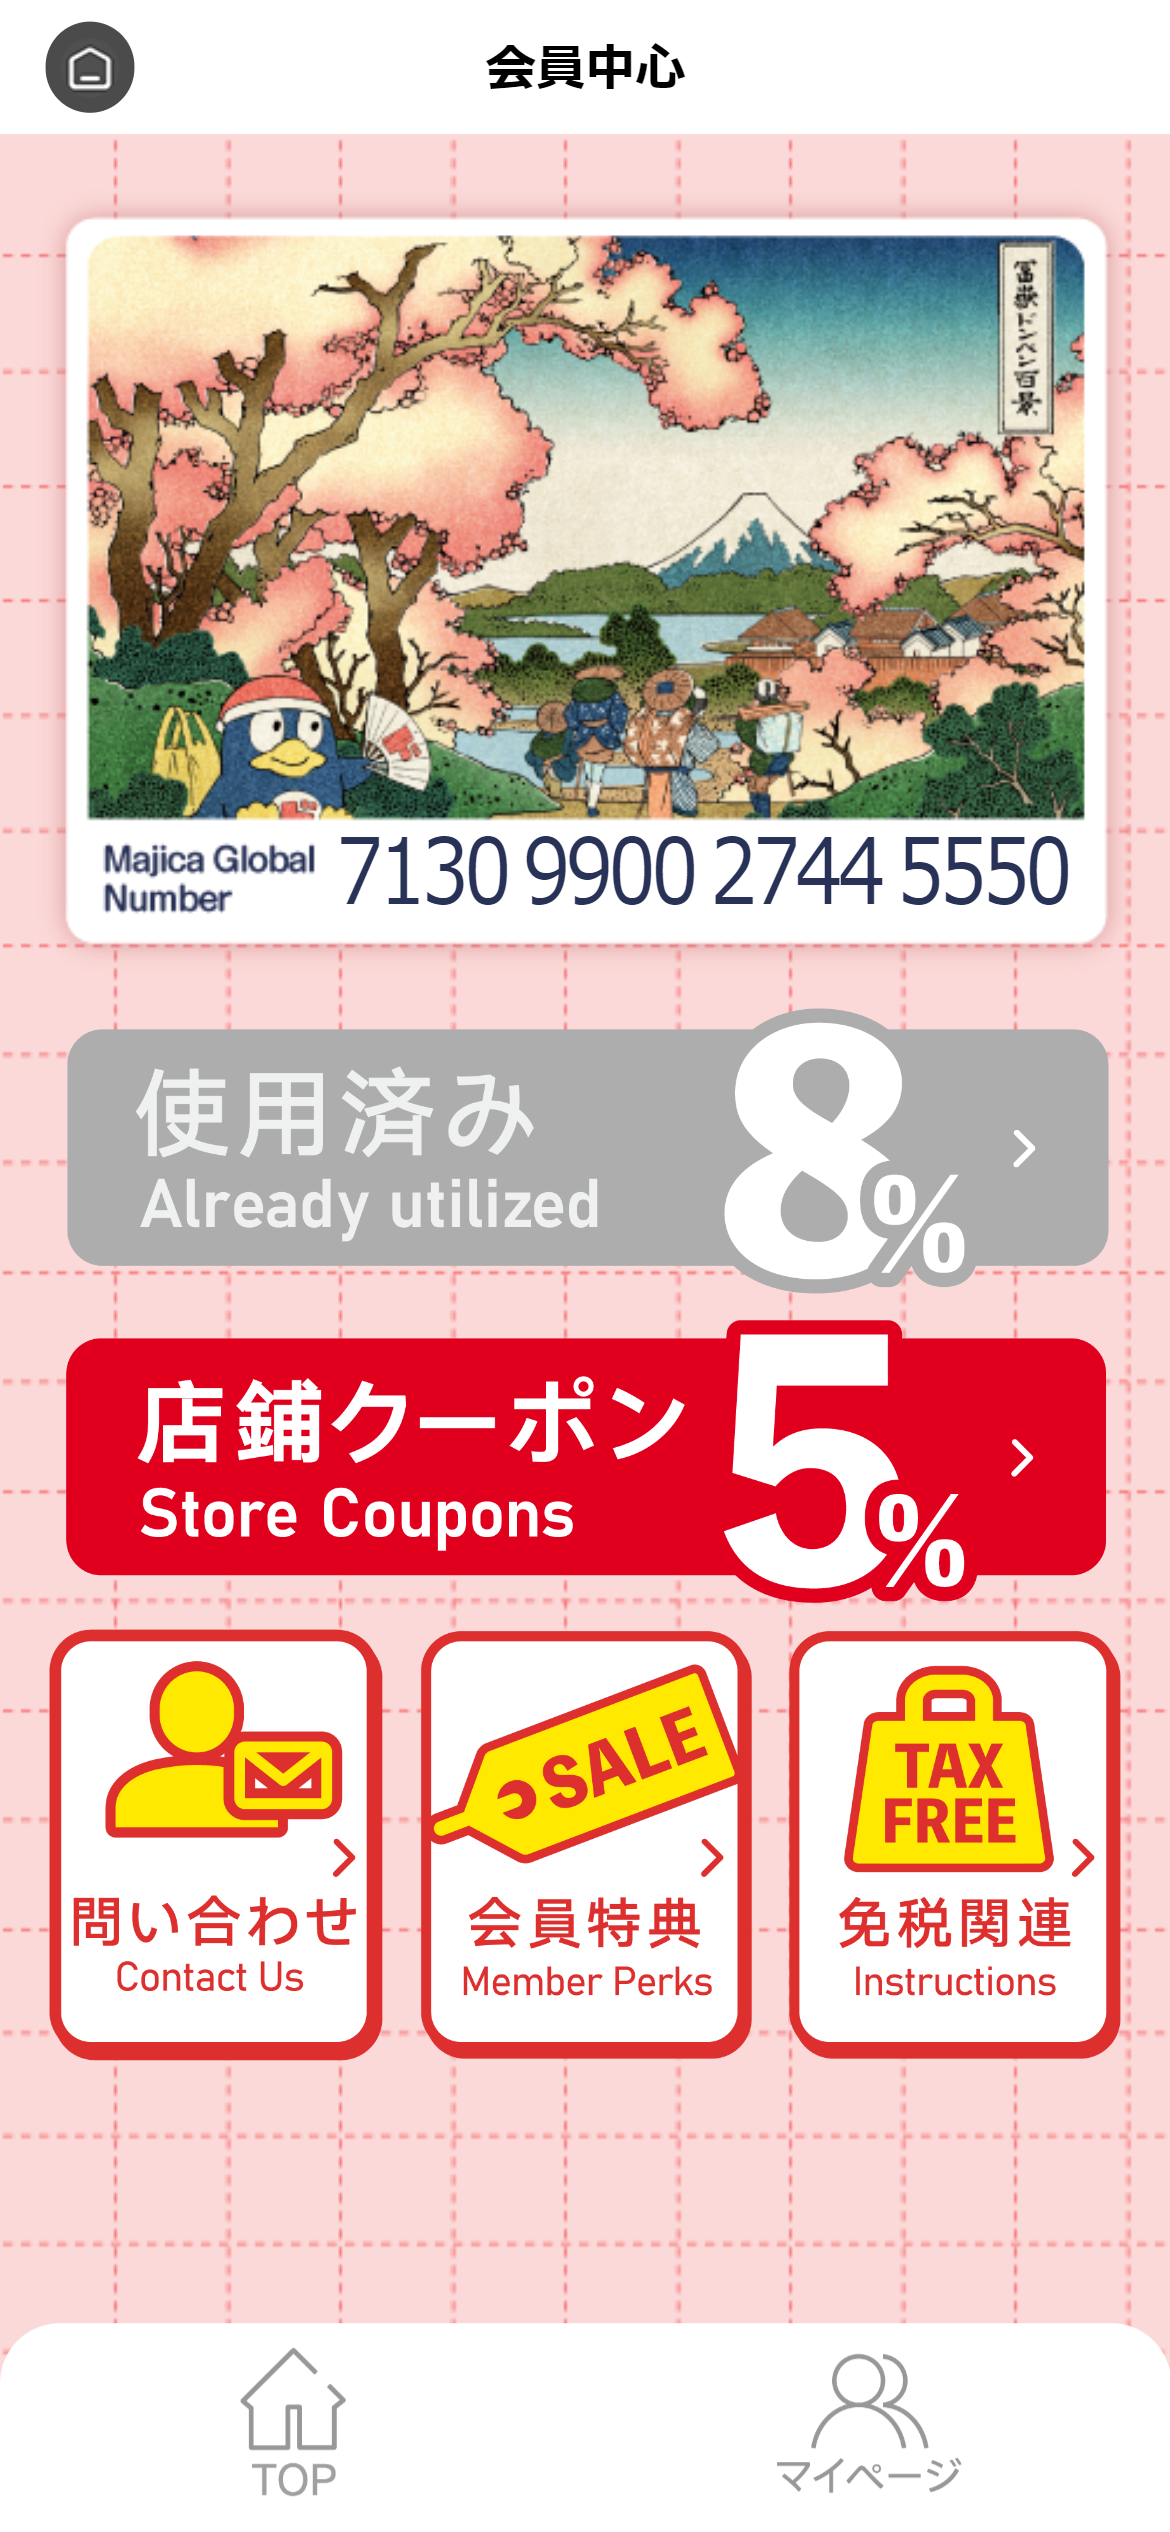 会員中心
富嶽ドンペン百景
Majica Global
Number
7130 9900 2744 5550
使用済み
Already utilized
8%
店鋪クーポン
Store Coupons
5%
SALE
TAX
FREE
問い合わせ
Contact Us
会員特典
Member Perks
免税関連
Instructions
TOP
マイページ